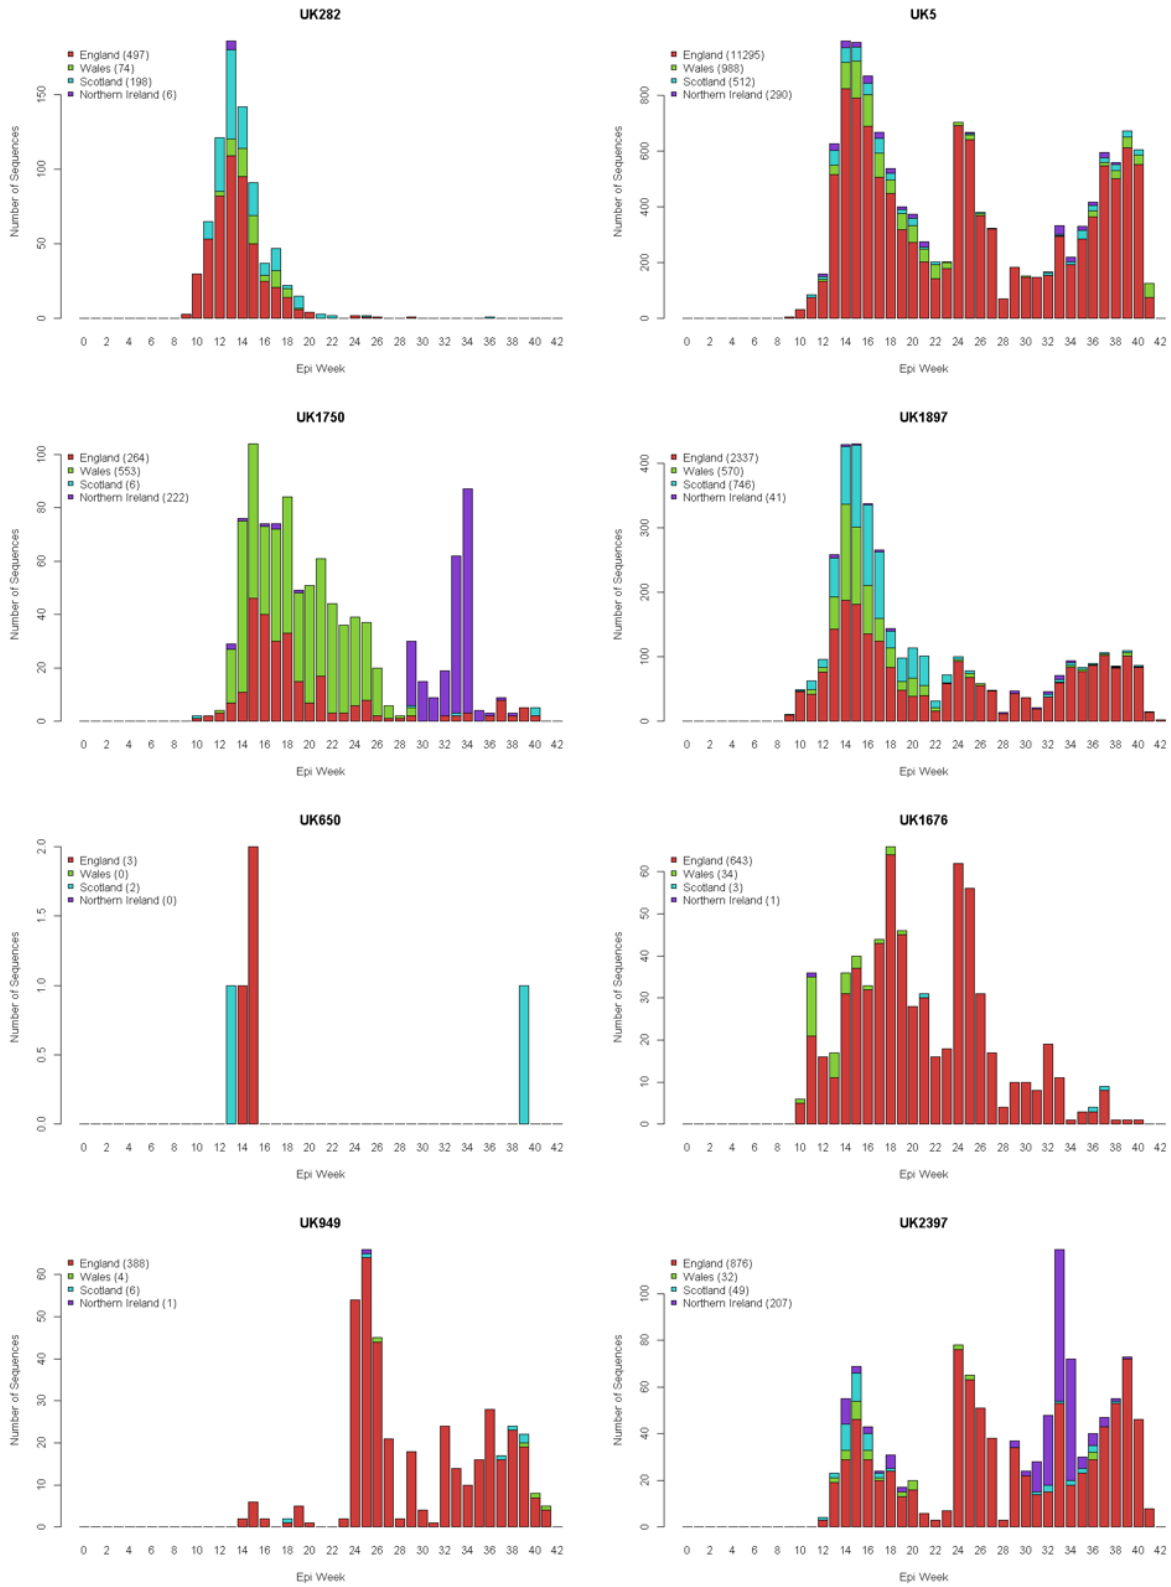 UK282
England (497)
Wales (74)
Scotland (198)
Northern Ireland (6)
Number of Sequences
0 50 100 150
0 2 4 6 8 10 12 14 16 18 20 22 24 26 28 30 32 34 36 38 40 42
Epi Week
UK5
England (11295)
Wales (988)
Scotland (512)
Northern Ireland (290)
Number of Sequences
0 200 400 600 800
0 2 4 6 8 10 12 14 16 18 20 22 24 26 28 30 32 34 36 38 40 42
Epi Week
UK1750
England (264)
Wales (553)
Scotland (6)
Northern Ireland (222)
Number of Sequences
0 20 40 60 80 100
0 2 4 6 8 10 12 14 16 18 20 22 24 26 28 30 32 34 36 38 40 42
Epi Week
UK1897
England (2337)
Wales (570)
Scotland (746)
Northern Ireland (41)
Number of Sequences
0 100 200 300 400
0 2 4 6 8 10 12 14 16 18 20 22 24 26 28 30 32 34 36 38 40 42
Epi Week
UK650
England (3)
Wales (0)
Scotland (2)
Northern Ireland (0)
Number of Sequences
0.0 0.5 1.0 1.5 2.0
0 2 4 6 8 10 12 14 16 18 20 22 24 26 28 30 32 34 36 38 40 42
Epi Week
UK1676
England (643)
Wales (34)
Scotland (3)
Northern Ireland (1)
Number of Sequences
0 10 20 30 40 50 60
0 2 4 6 8 10 12 14 16 18 20 22 24 26 28 30 32 34 36 38 40 42
Epi Week
UK949
England (388)
Wales (4)
Scotland (6)
Northern Ireland (1)
Number of Sequences
0 10 20 30 40 50 60
0 2 4 6 8 10 12 14 16 18 20 22 24 26 28 30 32 34 36 38 40 42
Epi Week
UK2397
England (876)
Wales (32)
Scotland (49)
Northern Ireland (207)
Number of Sequences
0 20 40 60 80 100
0 2 4 6 8 10 12 14 16 18 20 22 24 26 28 30 32 34 36 38 40 42
Epi Week